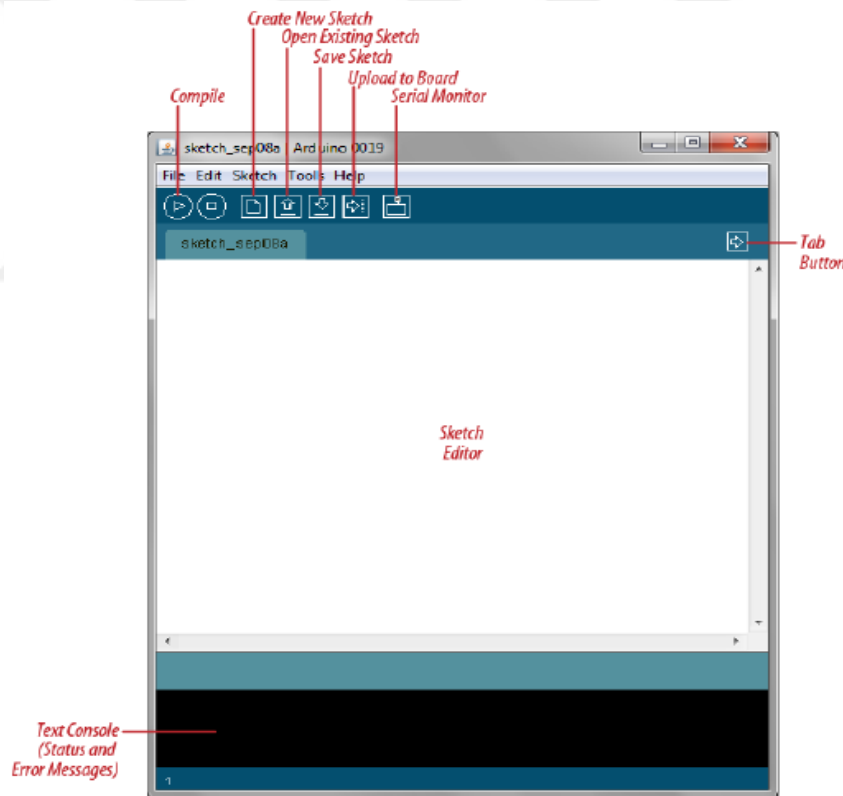 Create New Sketch
Open Existing Sketch
Save Sketch
Upload to Board
Compile
Serial Monitor
sketch_sep08a | Arduino 0019
File Edit Sketch Tools Help
sketch_sep08a
Tab
Button
Sketch
Editor
Text Console
(Status and
Error Messages)
1